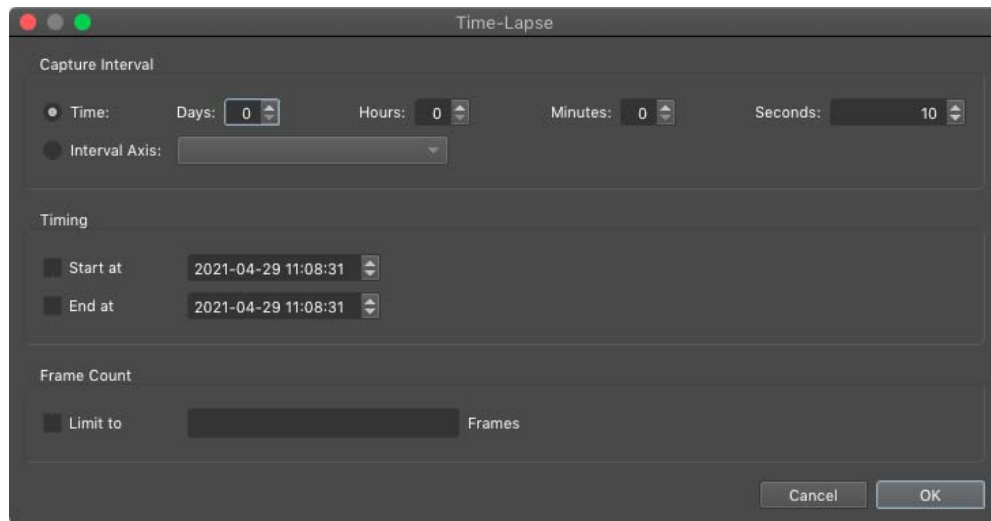 Time-Lapse
Capture Interval
Time: Days: 0 Hours: 0 Minutes: 0 Seconds: 10
Interval Axis:
Timing
Start at 2021-04-29 11:08:31
End at 2021-04-29 11:08:31
Frame Count
Limit to Frames
Cancel OK